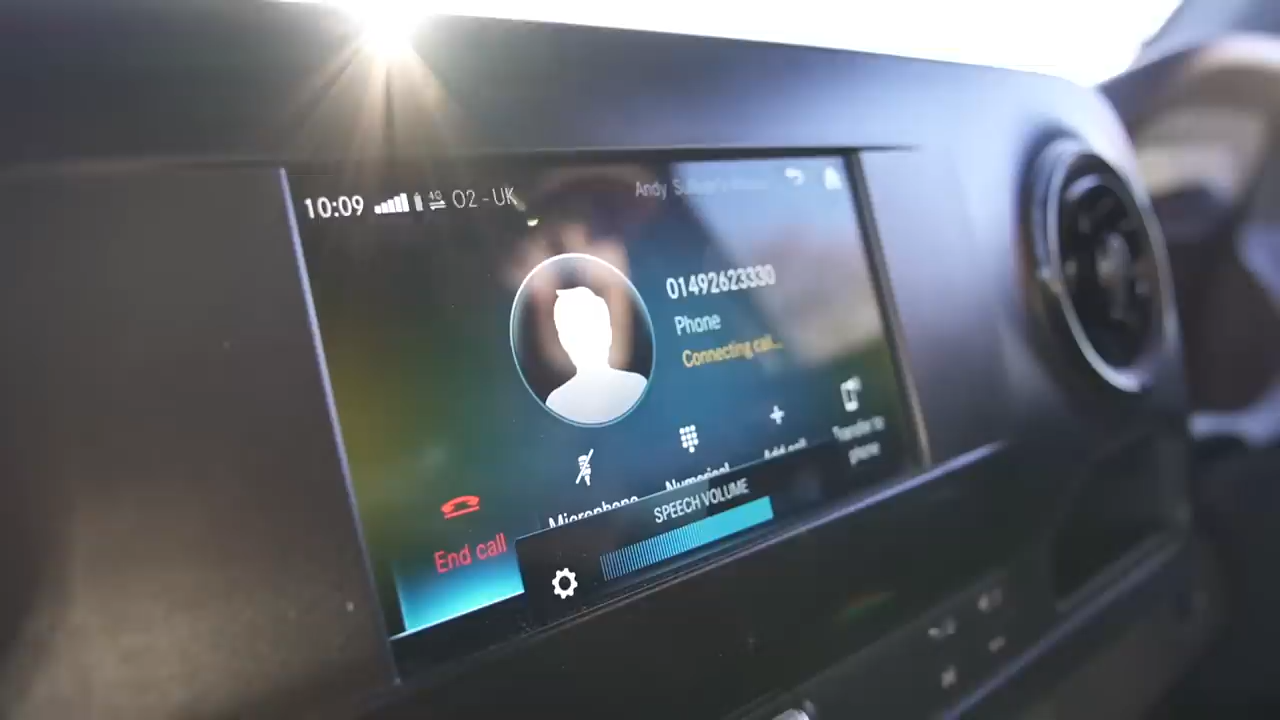 10:09 4G O2 - UK
Andy
01492623330
Phone
Connecting call...
Transfer to
phone
Add call
Numerical
Microphone
SPEECH VOLUME
End call